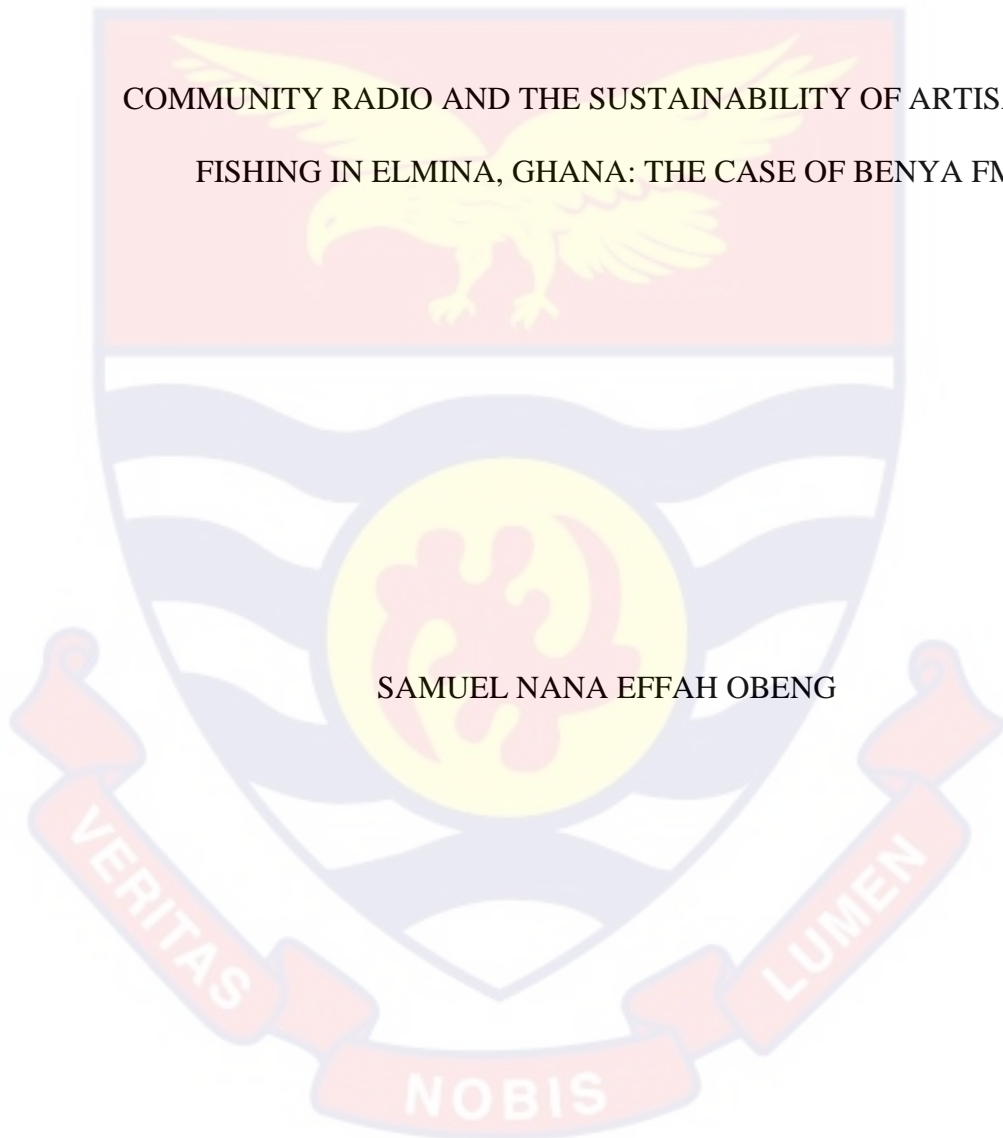 COMMUNITY RADIO AND THE SUSTAINABILITY OF
FISHING IN ELMINA, GHANA: THE CASE OF BENYA FM
SAMUEL NANA EFFAH OBENG
VERITAS
NOBIS
LUMEN